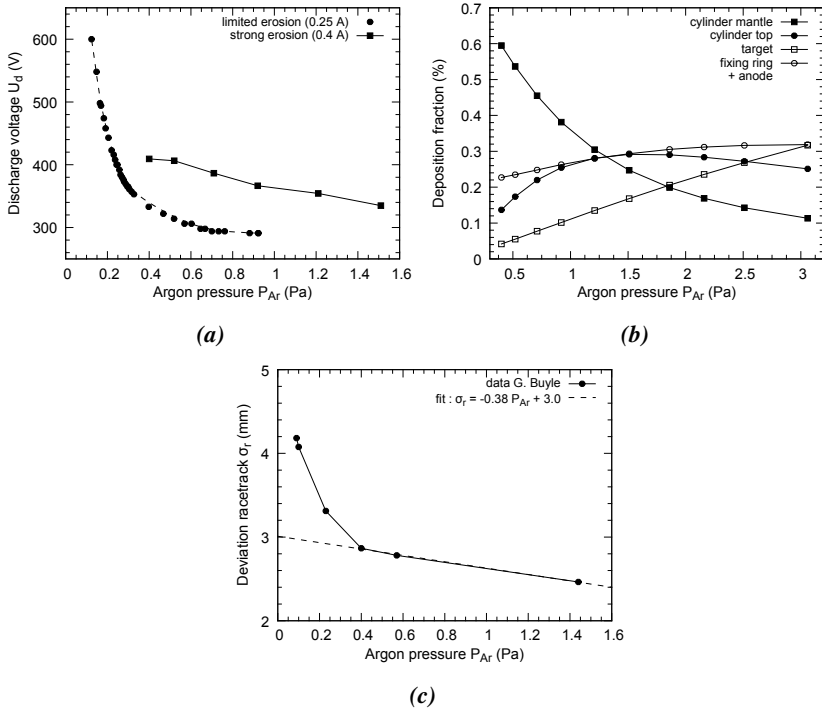 limited erosion (0.25 A)
strong erosion (0.4 A)
600
500
400
300
Discharge voltage U_d (V)
0 0.2 0.4 0.6 0.8 1 1.2 1.4 1.6
Argon pressure P_Ar (Pa)
(a)
cylinder mantle
cylinder top
target
fixing ring
+ anode
0.7
0.6
0.5
0.4
0.3
0.2
0.1
0
Deposition fraction (%)
0.5 1 1.5 2 2.5 3
Argon pressure P_Ar (Pa)
(b)
data G. Buyle
fit : σ_r = -0.38 P_Ar + 3.0
5
4
3
2
Deviation racetrack σ_r (mm)
0 0.2 0.4 0.6 0.8 1 1.2 1.4 1.6
Argon pressure P_Ar (Pa)
(c)